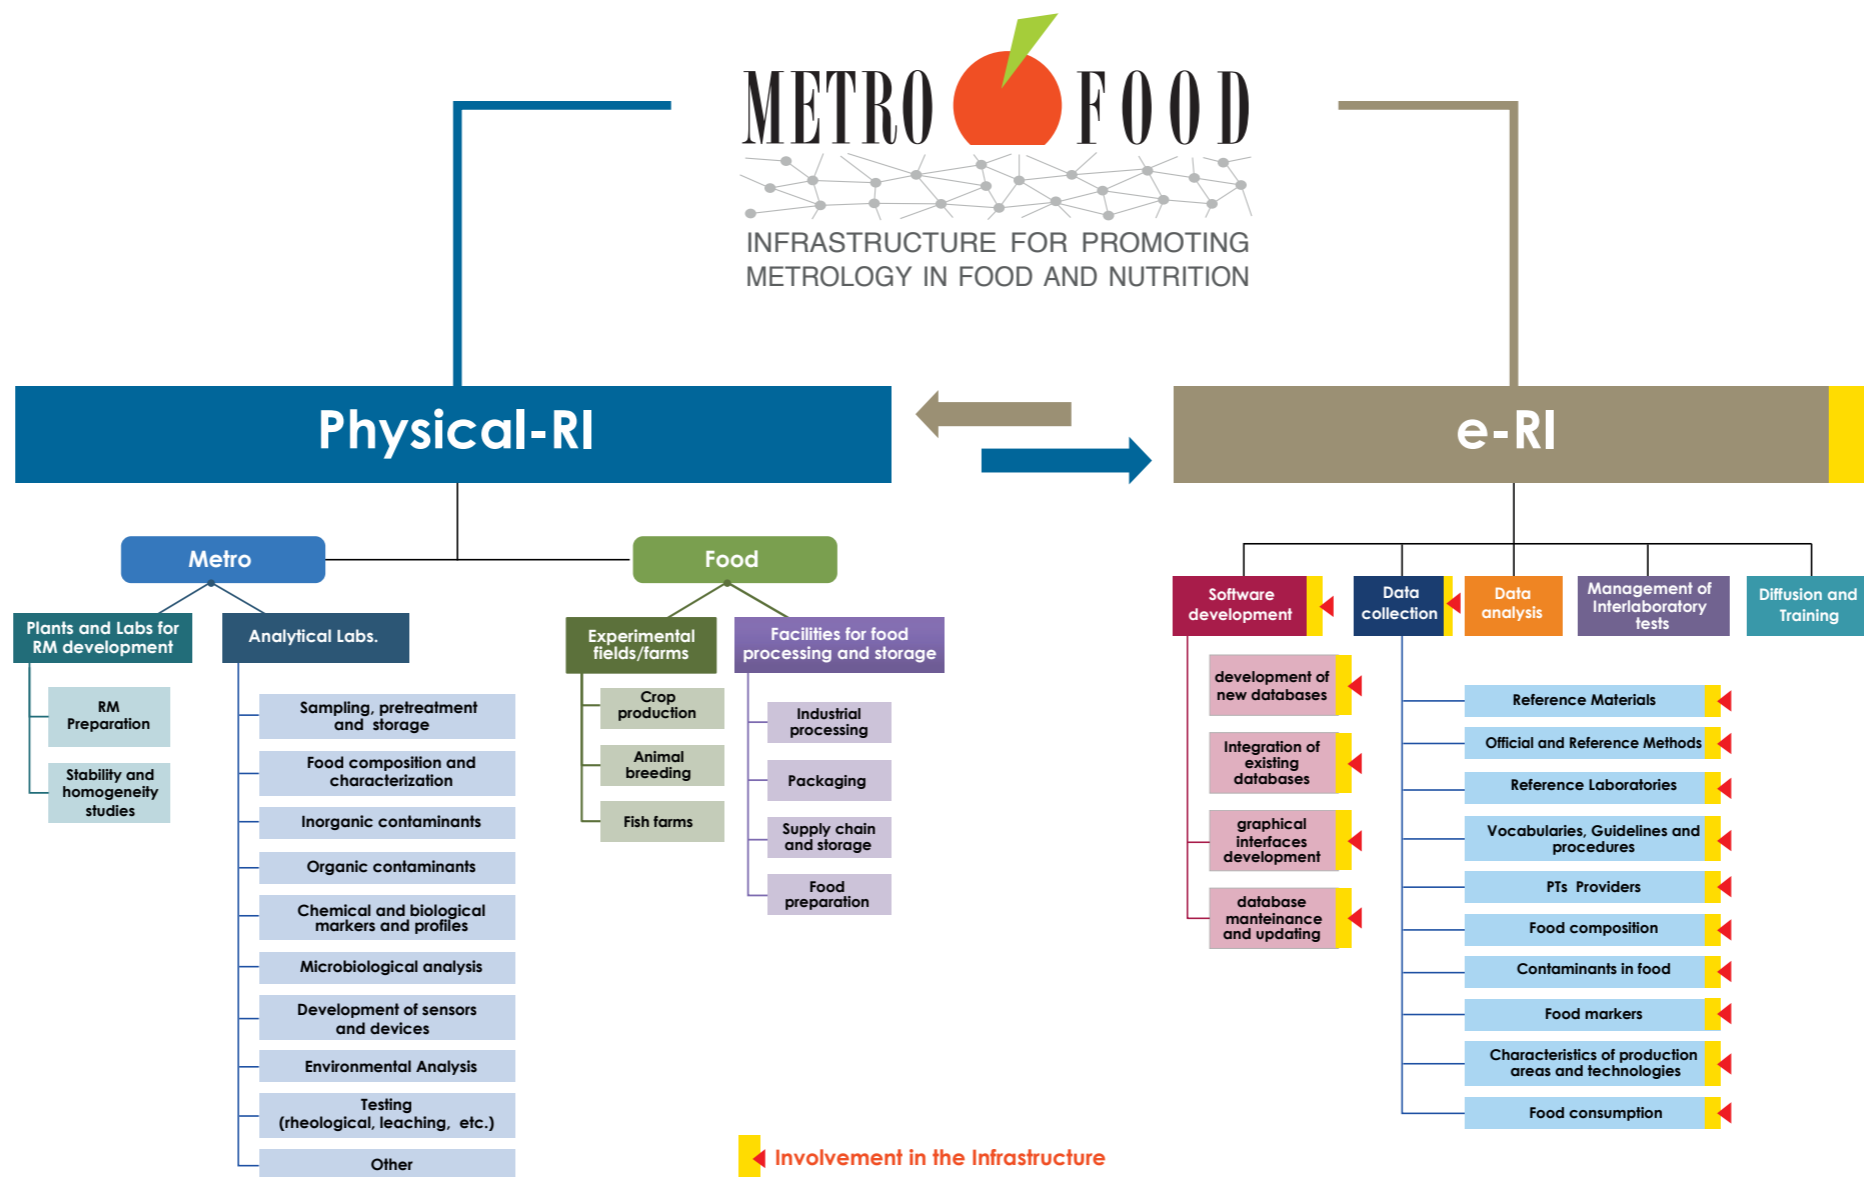 METRO FOOD
INFRASTRUCTURE FOR PROMOTING
METROLOGY IN FOOD AND NUTRITION
Physical-RI
e-RI
Metro
Food
Plants and Labs for
RM development
RM
Preparation
Stability and
homogeneity
studies
Analytical Labs.
Sampling, pretreatment
and storage
Food composition and
characterization
Inorganic contaminants
Organic contaminants
Chemical and biological
markers and profiles
Microbiological analysis
Development of sensors
and devices
Environmental Analysis
Testing
(rheological, leaching, etc.)
Other
Experimental
fields/farms
Crop
production
Animal
breeding
Fish farms
Facilities for food
processing and storage
Industrial
processing
Packaging
Supply chain
and storage
Food
preparation
Software
development
development of
new databases
Integration of
existing
databases
graphical
interfaces
development
database
manteinance
and updating
Data
collection
Reference Materials
Official and Reference Methods
Reference Laboratories
Vocabularies, Guidelines and
procedures
PTs Providers
Food composition
Contaminants in food
Food markers
Characteristics of production
areas and technologies
Food consumption
Data
analysis
Management of
Interlaboratory
tests
Diffusion and
Training
Involvement in the Infrastructure